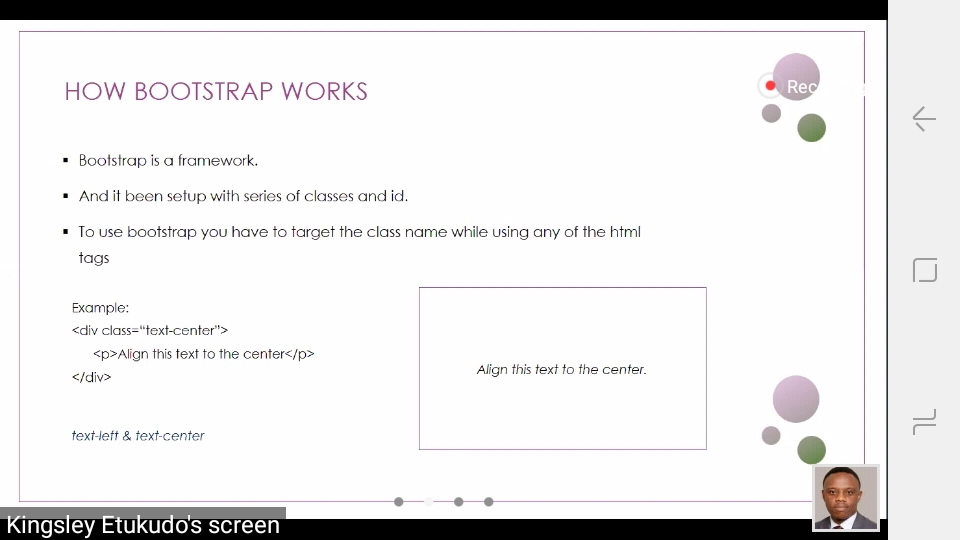 HOW BOOTSTRAP WORKS
Rec
▪ Bootstrap is a framework.
▪ And it been setup with series of classes and id.
▪ To use bootstrap you have to target the class name while using any of the html
tags
Example:
<div class=“text-center”>
<p>Align this text to the center</p>
</div>
Align this text to the center.
text-left & text-center
Kingsley Etukudo's screen